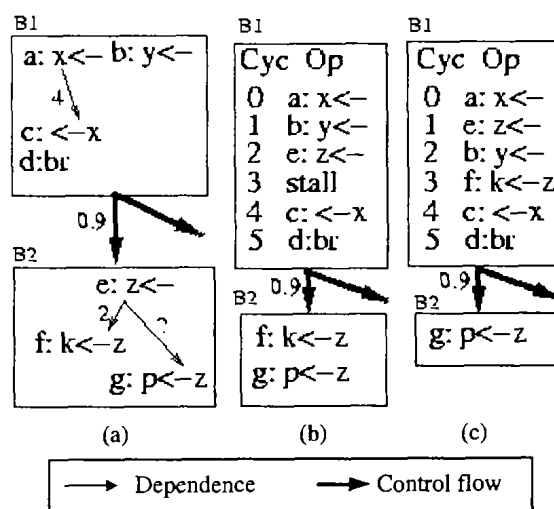 B1
a: x<– b: y<–
4
c: <–x
d:br
0.9
B2
e: z<–
2
?
f: k<–z
g: p<–z
(a)
B1
Cyc Op
0 a: x<–
1 b: y<–
2 e: z<–
3 stall
4 c: <–x
5 d:br
0.9
B2
f: k<–z
g: p<–z
(b)
B1
Cyc Op
0 a: x<–
1 e: z<–
2 b: y<–
3 f: k<–z
4 c: <–x
5 d:br
0.9
B2
g: p<–z
(c)
Dependence
Control flow